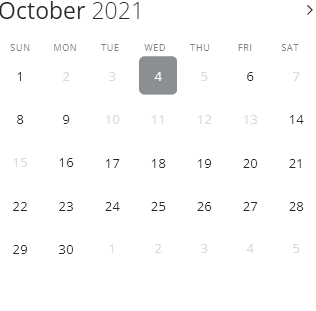 October 2021
SUN MON TUE WED THU FRI SAT
1 2 3 4 5 6 7
8 9 10 11 12 13 14
15 16 17 18 19 20 21
22 23 24 25 26 27 28
29 30 1 2 3 4 5